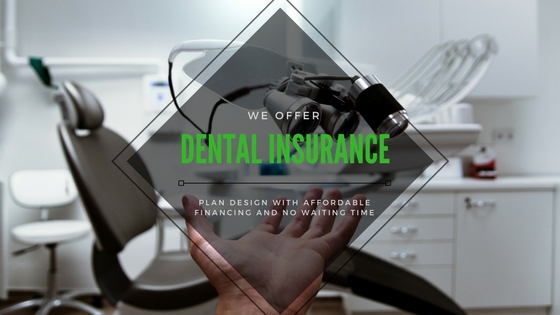 WE OFFER
DENTAL INSURANCE
PLAN DESIGN WITH AFFORDABLE
FINANCING AND NO WAITING TIME